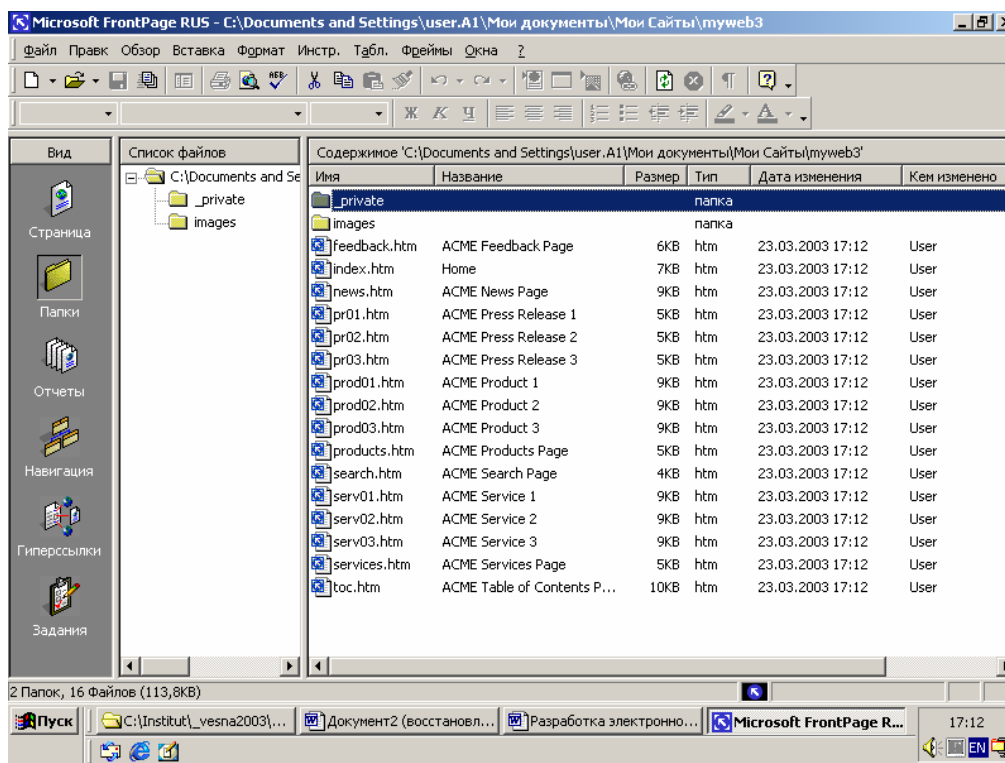 Microsoft FrontPage RUS - C:\Documents and Settings\user.A1\Мои документы\Мои Сайты\myweb3
Файл Правк Обзор Вставка Формат Инстр. Табл. Фреймы Окна ?
Ж К Ч
Вид
Страница
Папки
Отчеты
Навигация
Гиперссылки
Задания
Список файлов
C:\Documents and Se
_private
images
Содержимое 'C:\Documents and Settings\user.A1\Мои документы\Мои Сайты\myweb3'
Имя Название Размер Тип Дата изменения Кем изменено
_private папка
images папка
feedback.htm ACME Feedback Page 6KB htm 23.03.2003 17:12 User
index.htm Home 7KB htm 23.03.2003 17:12 User
news.htm ACME News Page 9KB htm 23.03.2003 17:12 User
pr01.htm ACME Press Release 1 5KB htm 23.03.2003 17:12 User
pr02.htm ACME Press Release 2 5KB htm 23.03.2003 17:12 User
pr03.htm ACME Press Release 3 5KB htm 23.03.2003 17:12 User
prod01.htm ACME Product 1 9KB htm 23.03.2003 17:12 User
prod02.htm ACME Product 2 9KB htm 23.03.2003 17:12 User
prod03.htm ACME Product 3 9KB htm 23.03.2003 17:12 User
products.htm ACME Products Page 5KB htm 23.03.2003 17:12 User
search.htm ACME Search Page 4KB htm 23.03.2003 17:12 User
serv01.htm ACME Service 1 9KB htm 23.03.2003 17:12 User
serv02.htm ACME Service 2 9KB htm 23.03.2003 17:12 User
serv03.htm ACME Service 3 9KB htm 23.03.2003 17:12 User
services.htm ACME Services Page 5KB htm 23.03.2003 17:12 User
toc.htm ACME Table of Contents P... 10KB htm 23.03.2003 17:12 User
2 Папок, 16 Файлов (113,8KB)
Пуск C:\Institut\_vesna2003\... Документ2 (восстановл... Разработка электронно... Microsoft FrontPage R... 17:12
EN